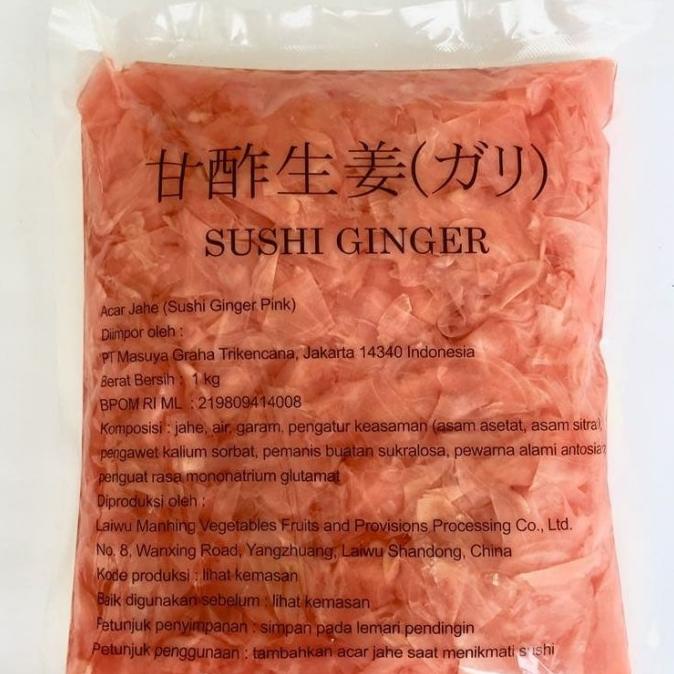 甘酢生姜(ガリ)
SUSHI GINGER
Acar Jahe (Sushi Ginger Pink)
Diimpor oleh :
PT Masuya Graha Trikencana, Jakarta 14340 Indonesia
Berat Bersih : 1 kg
BPOM RI ML : 219809414008
Komposisi : jahe, air, garam, pengatur keasaman (asam asetat, asam sitrat),
pengawet kalium sorbat, pemanis buatan sukralosa, pewarna alami antosian
penguat rasa mononatrium glutamat
Diproduksi oleh :
Laiwu Manhing Vegetables Fruits and Provisions Processing Co., Ltd.
No. 8, Wanxing Road, Yangzhuang, Laiwu Shandong, China
Kode produksi : lihat kemasan
Baik digunakan sebelum : lihat kemasan
Petunjuk penyimpanan : simpan pada lemari pendingin
Petunjuk penggunaan : tambahkan acar jahe saat menikmati sushi